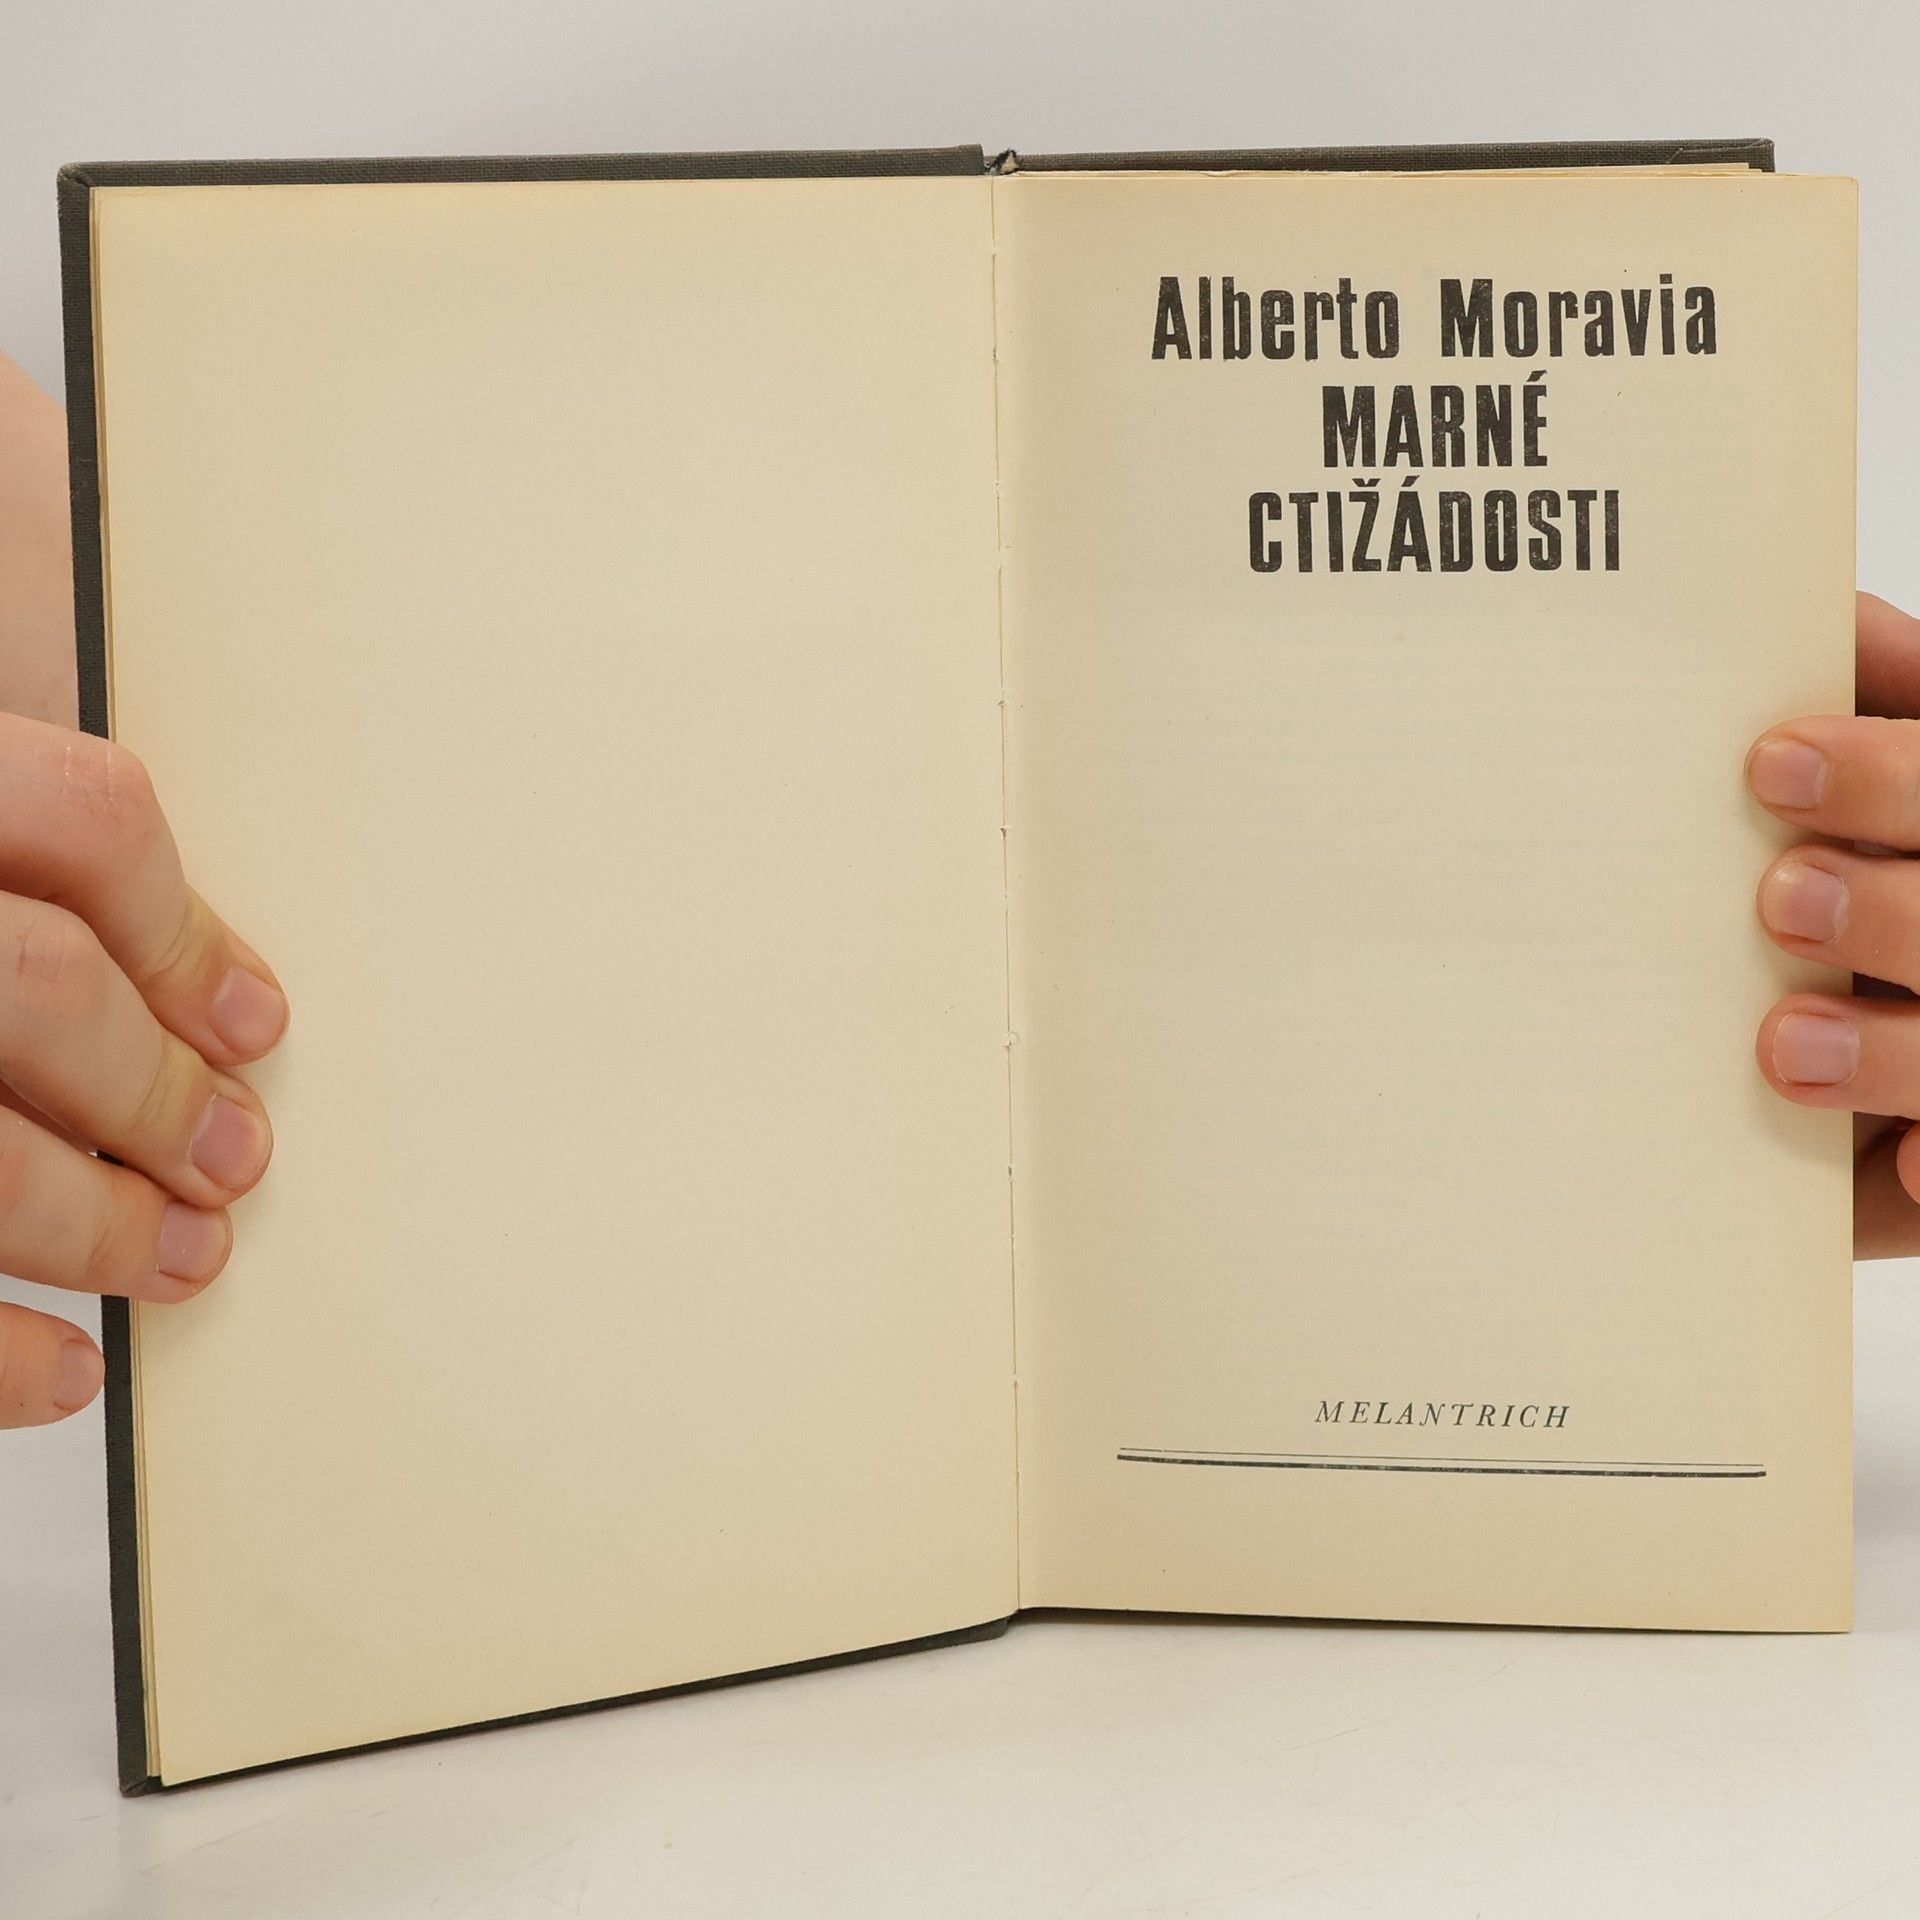 Alberto Moravia
MARNÉ
CTIŽÁDOSTI
MELANTRICH